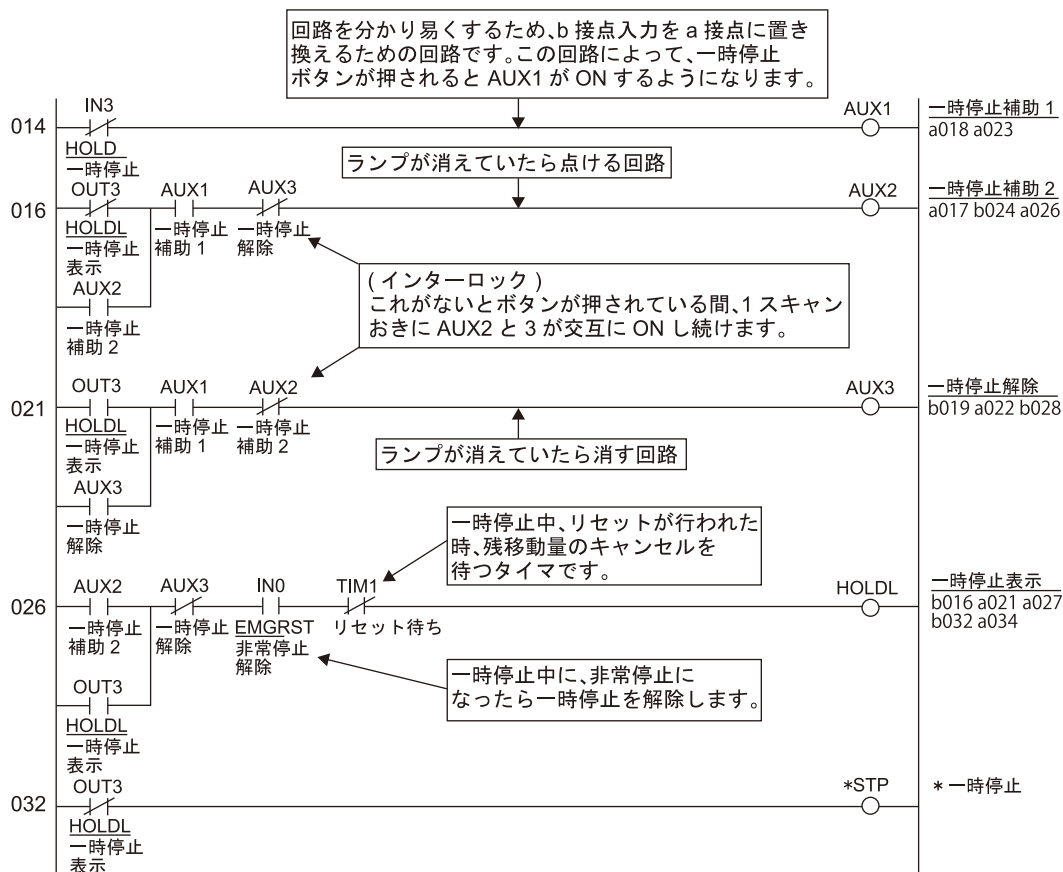 回路を分かり易くするため、b 接点入力を a 接点に置き
換えるための回路です。この回路によって、一時停止
ボタンが押されると AUX1 が ON するようになります。
IN3
AUX1
一時停止補助 1
014
a018 a023
HOLD
一時停止
ランプが消えていたら点ける回路
OUT3
AUX1
AUX3
AUX2
一時停止補助 2
016
a017 b024 a026
HOLDL
一時停止
表示
一時停止
補助 1
一時停止
解除
AUX2
一時停止
補助 2
( インターロック )
これがないとボタンが押されている間、1 スキャン
おきに AUX2 と 3 が交互に ON し続けます。
OUT3
AUX1
AUX2
AUX3
一時停止解除
021
b019 a022 b028
HOLDL
一時停止
表示
一時停止
補助 1
一時停止
補助 2
ランプが消えていたら消す回路
AUX3
一時停止
解除
一時停止中、リセットが行われた
時、残移動量のキャンセルを
待つタイマです。
AUX2
AUX3
IN0
TIM1
HOLDL
一時停止表示
026
b016 a021 a027
b032 a034
一時停止
補助 2
一時停止
解除
EMGRST
非常停止
解除
リセット待ち
一時停止中に、非常停止に
なったら一時停止を解除します。
OUT3
HOLDL
一時停止
表示
OUT3
*STP
* 一時停止
032
HOLDL
一時停止
表示